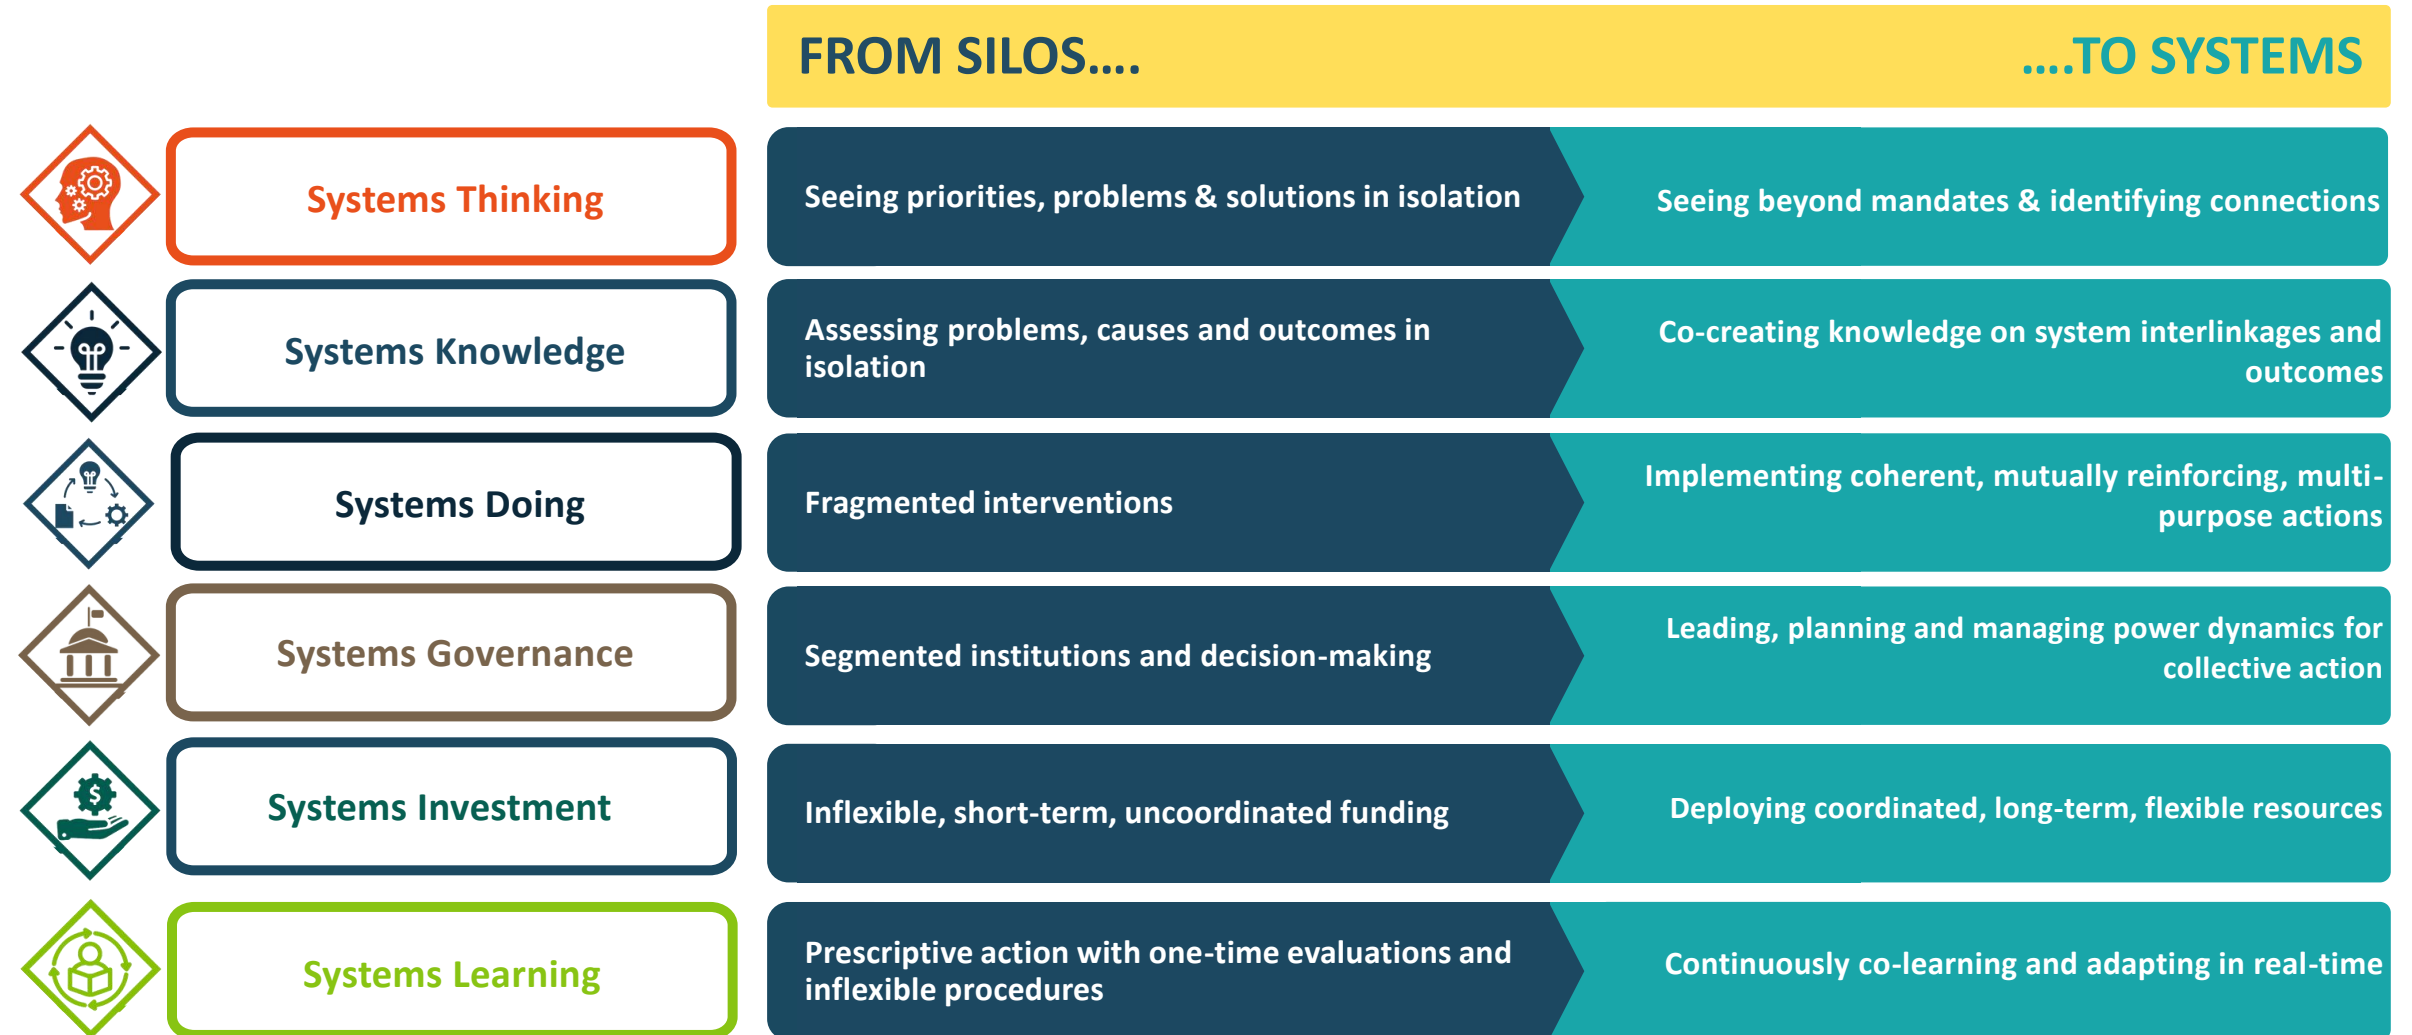 FROM SILOS....
....TO SYSTEMS
Systems Thinking
Seeing priorities, problems & solutions in isolation
Seeing beyond mandates & identifying connections
Systems Knowledge
Assessing problems, causes and outcomes in
isolation
Co-creating knowledge on system interlinkages and
outcomes
Systems Doing
Fragmented interventions
Implementing coherent, mutually reinforcing, multi-
purpose actions
Systems Governance
Segmented institutions and decision-making
Leading, planning and managing power dynamics for
collective action
$
Systems Investment
Inflexible, short-term, uncoordinated funding
Deploying coordinated, long-term, flexible resources
Systems Learning
Prescriptive action with one-time evaluations and
inflexible procedures
Continuously co-learning and adapting in real-time